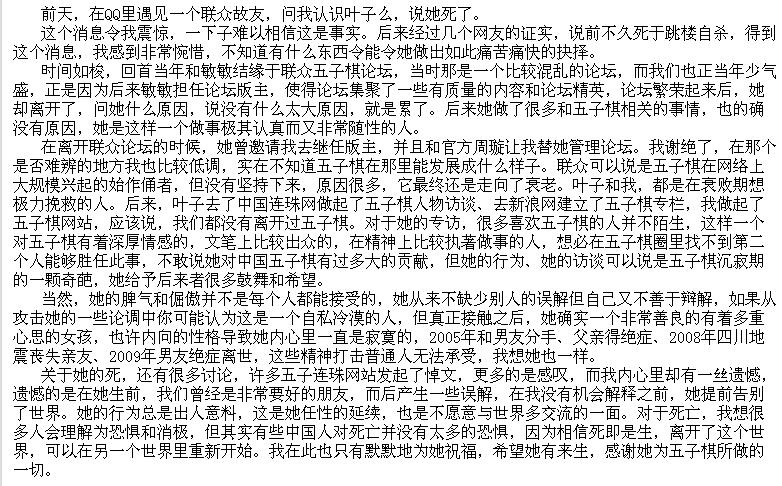 前天，在QQ里遇见一个联众故友，问我认识叶子么，说她死了。
这个消息令我震惊，一下子难以相信这是事实。后来经过几个网友的证实，说前不久死于跳楼自杀，得到
这个消息，我感到非常惋惜，不知道有什么东西令能令她做出如此痛苦痛快的抉择。
时间如梭，回首当年和敏敏结缘于联众五子棋论坛，当时那是一个比较混乱的论坛，而我们也正当年少气
盛，正是因为后来敏敏担任论坛版主，使得论坛集聚了一些有质量的内容和论坛精英，论坛繁荣起来后，她
却离开了，问她什么原因，说没有什么太大原因，就是累了。后来她做了很多和五子棋相关的事情，也的确
没有原因，她是这样一个做事极其认真而又非常随性的人。
在离开联众论坛的时候，她曾邀请我去继任版主，并且和官方周璇让我替她管理论坛。我谢绝了，在那个
是否难辨的地方我也比较低调，实在不知道五子棋在那里能发展成什么样子。联众可以说是五子棋在网络上
大规模兴起的始作俑者，但没有坚持下来，原因很多，它最终还是走向了衰老。叶子和我，都是在衰败期想
极力挽救的人。后来，叶子去了中国连珠网做起了五子棋人物访谈、去新浪网建立了五子棋专栏，我做起了
五子棋网站，应该说，我们都没有离开过五子棋。对于她的专访，很多喜欢五子棋的人并不陌生，这样一个
对五子棋有着深厚情感的，文笔上比较出众的，在精神上比较执著做事的人，想必在五子棋圈里找不到第二
个人能够胜任此事，不敢说她对中国五子棋有过多大的贡献，但她的行为、她的访谈可以说是五子棋沉寂期
的一颗奇葩，她给予后来者很多鼓舞和希望。
当然，她的脾气和倔傲并不是每个人都能接受的，她从来不缺少别人的误解但自己又不善于辩解，如果从
攻击她的一些论调中你可能认为这是一个自私冷漠的人，但真正接触之后，她确实一个非常善良的有着多重
心思的女孩，也许内向的性格导致她内心里一直是寂寞的，2005年和男友分手、父亲得绝症、2008年四川地
震丧失亲友、2009年男友绝症离世，这些精神打击普通人无法承受，我想她也一样。
关于她的死，还有很多讨论，许多五子连珠网站发起了悼文，更多的是感叹，而我内心里却有一丝遗憾，
遗憾的是在她生前，我们曾经是非常要好的朋友，而后产生一些误解，在我没有机会解释之前，她提前告别
了世界。她的行为总是出人意料，这是她任性的延续，也是不愿意与世界多交流的一面。对于死亡，我想很
多人会理解为恐惧和消极，但其实有些中国人对死亡并没有太多的恐惧，因为相信死即是生，离开了这个世
界，可以在另一个世界里重新开始。我在此也只有默默地为她祝福，希望她有来生，感谢她为五子棋所做的
一切。